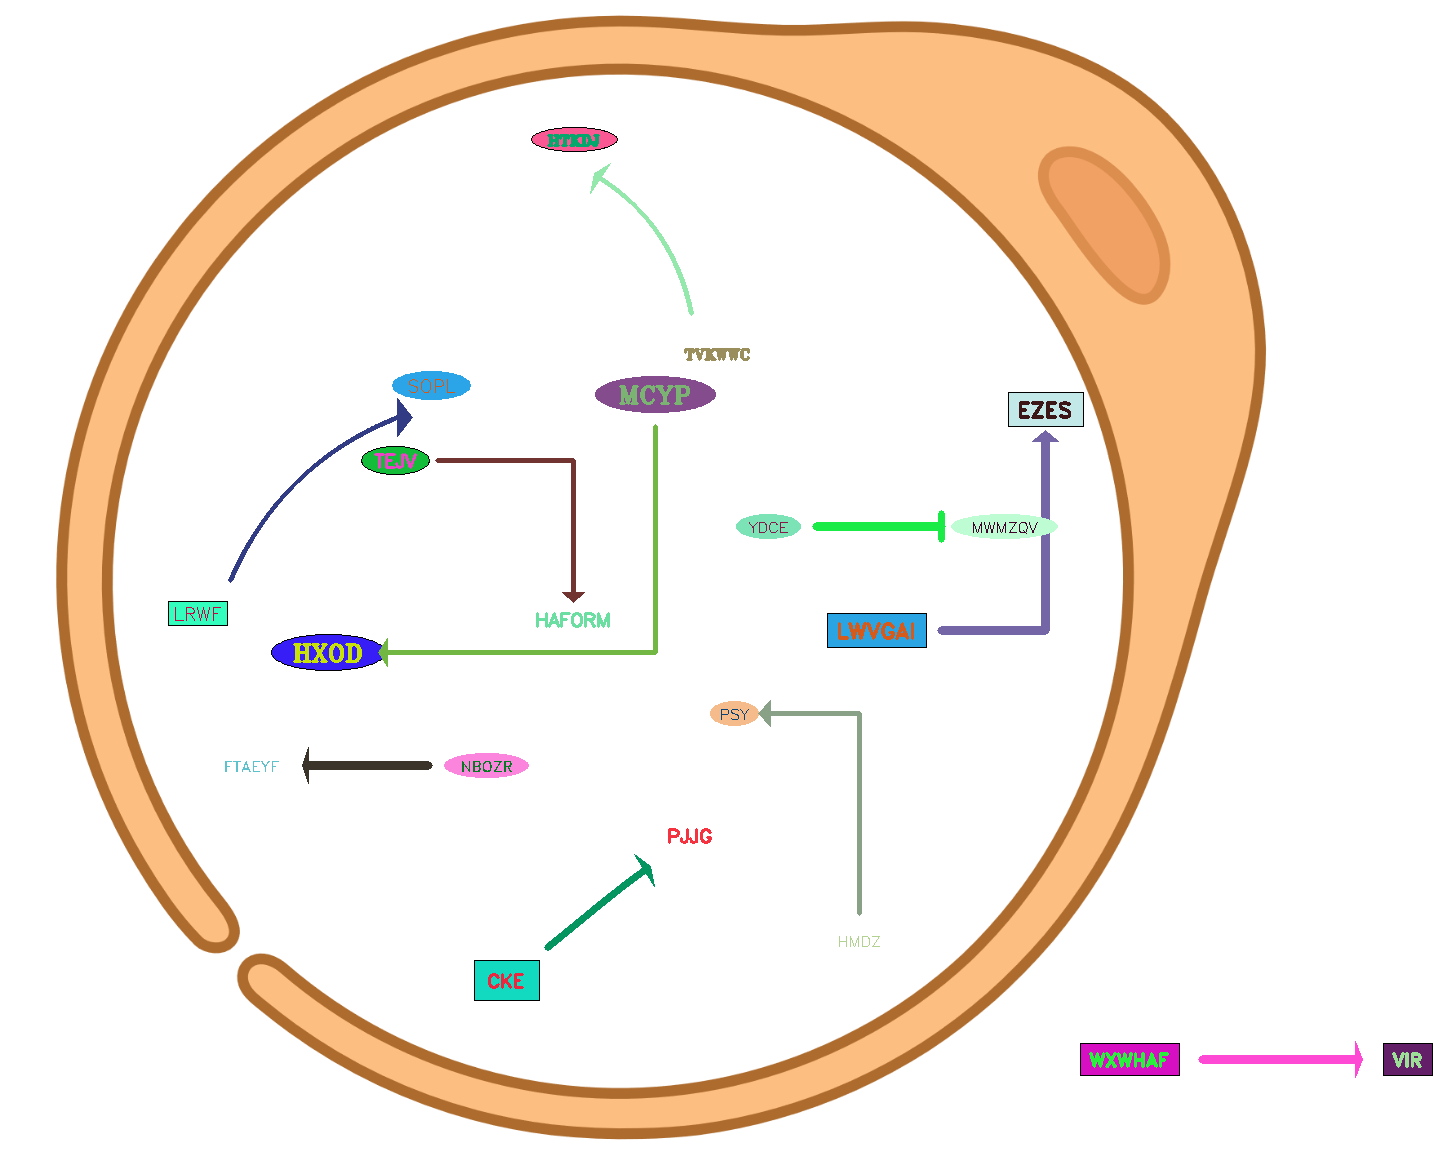 HTKDJ
TVKWWC
SOPL
MCYP
EZES
TEJV
YDCE
MWMZQV
LRWF
HAFORM
LWVGAI
HXOD
PSY
FTAEYF
NBOZR
PJJG
HMDZ
CKE
WXWHAF
VIR